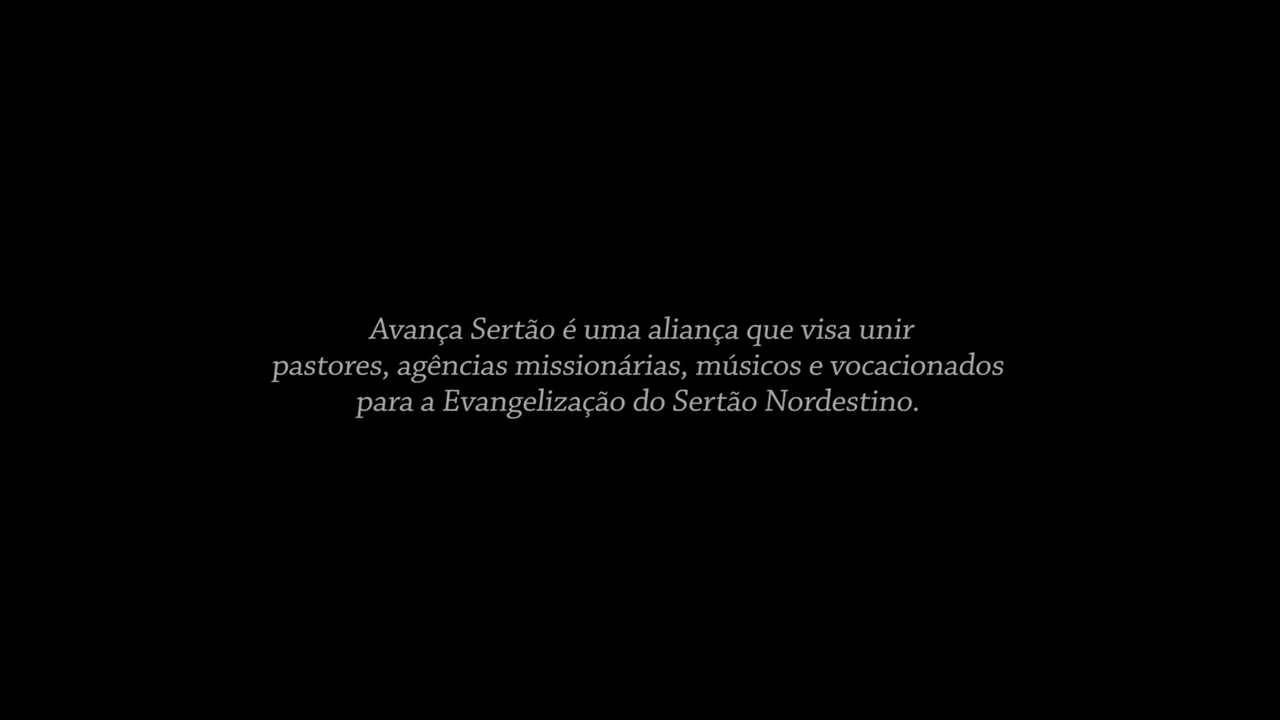 Avança Sertão é uma aliança que visa unir
pastores, agências missionárias, músicos e vocacionados
para a Evangelização do Sertão Nordestino.